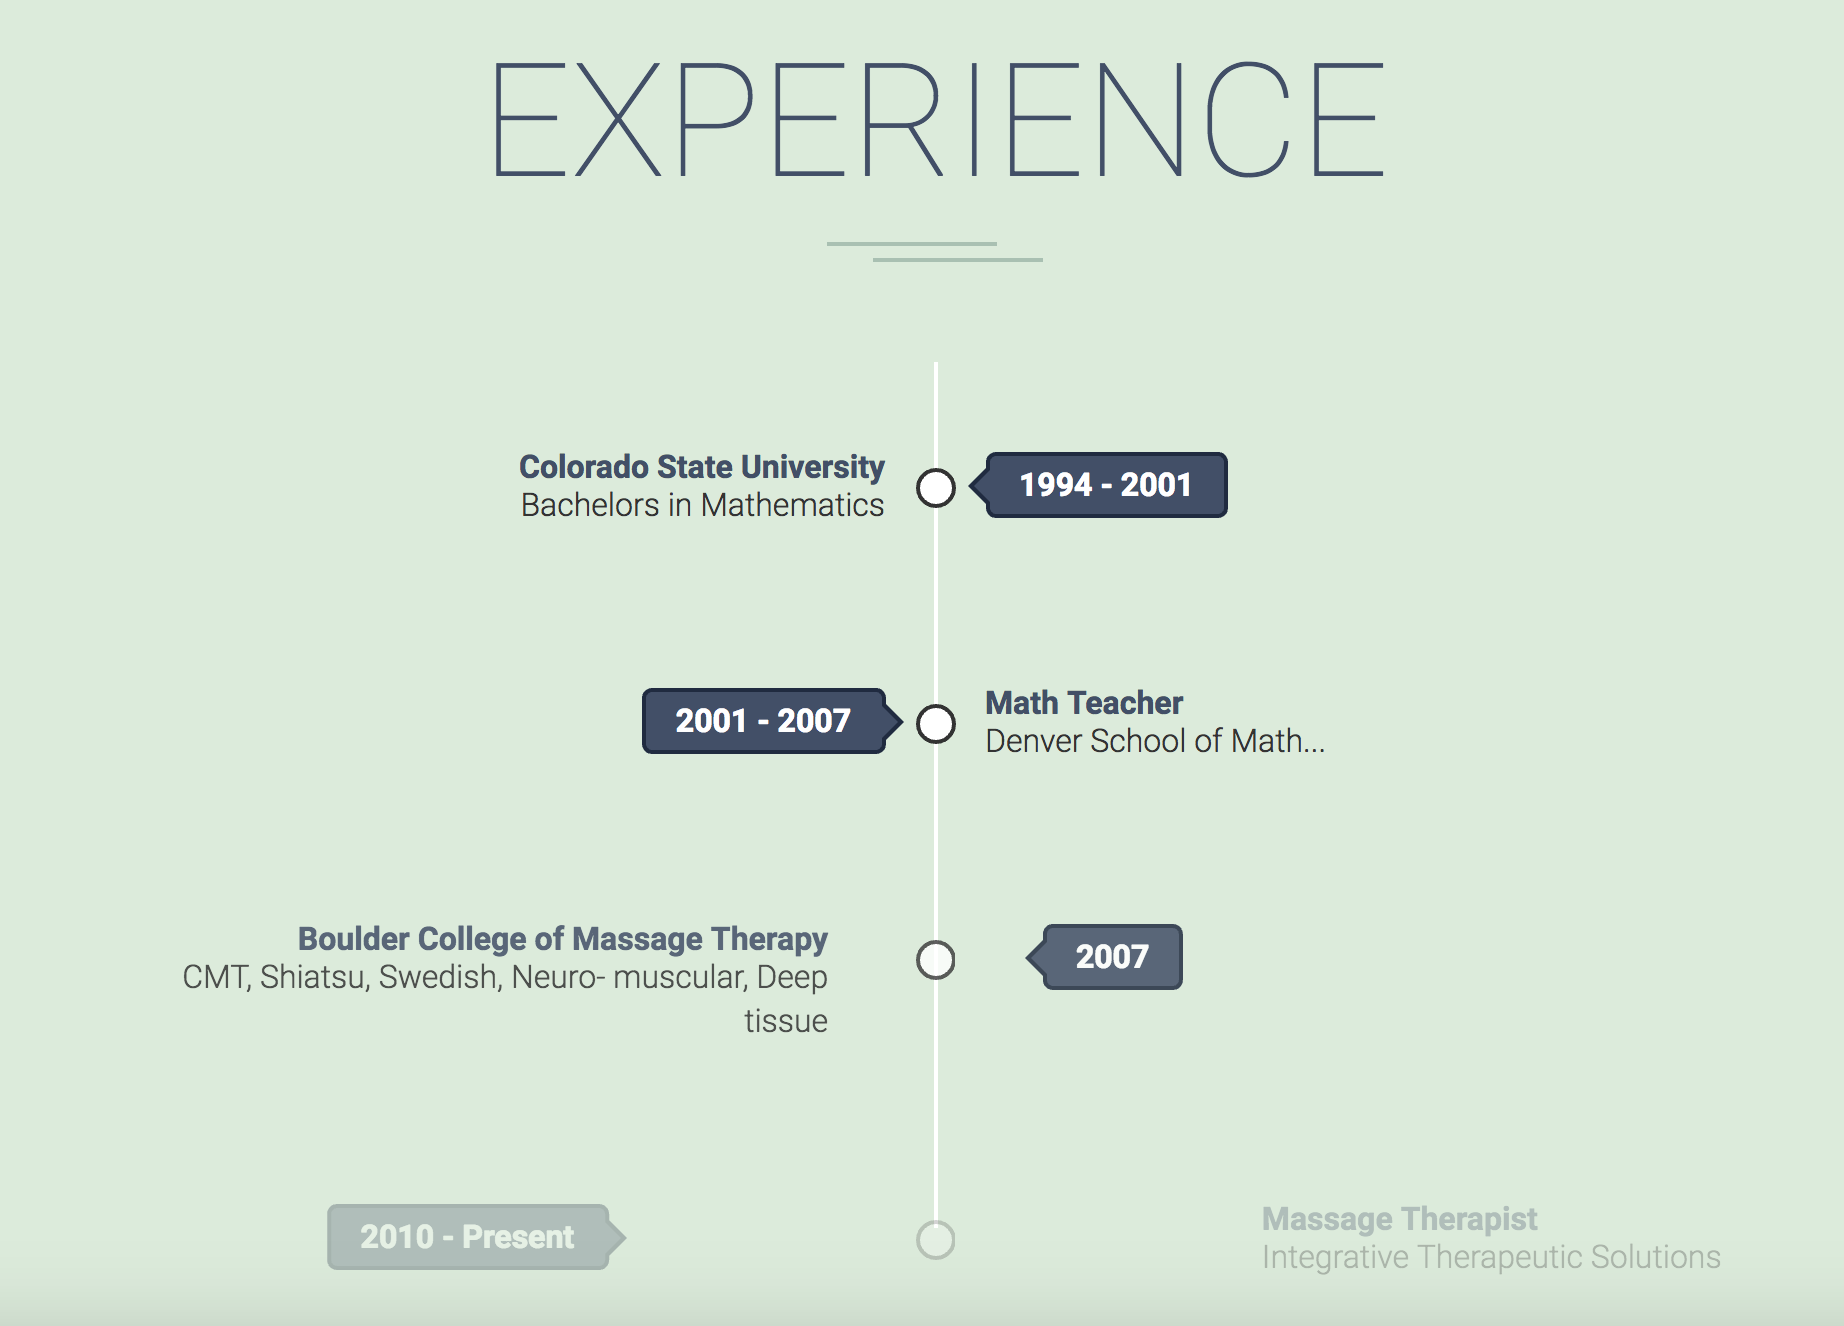 EXPERIENCE
Colorado State University
Bachelors in Mathematics
1994 - 2001
2001 - 2007
Math Teacher
Denver School of Math...
Boulder College of Massage Therapy
CMT, Shiatsu, Swedish, Neuro- muscular, Deep
tissue
2007
2010 - Present
Massage Therapist
Integrative Therapeutic Solutions